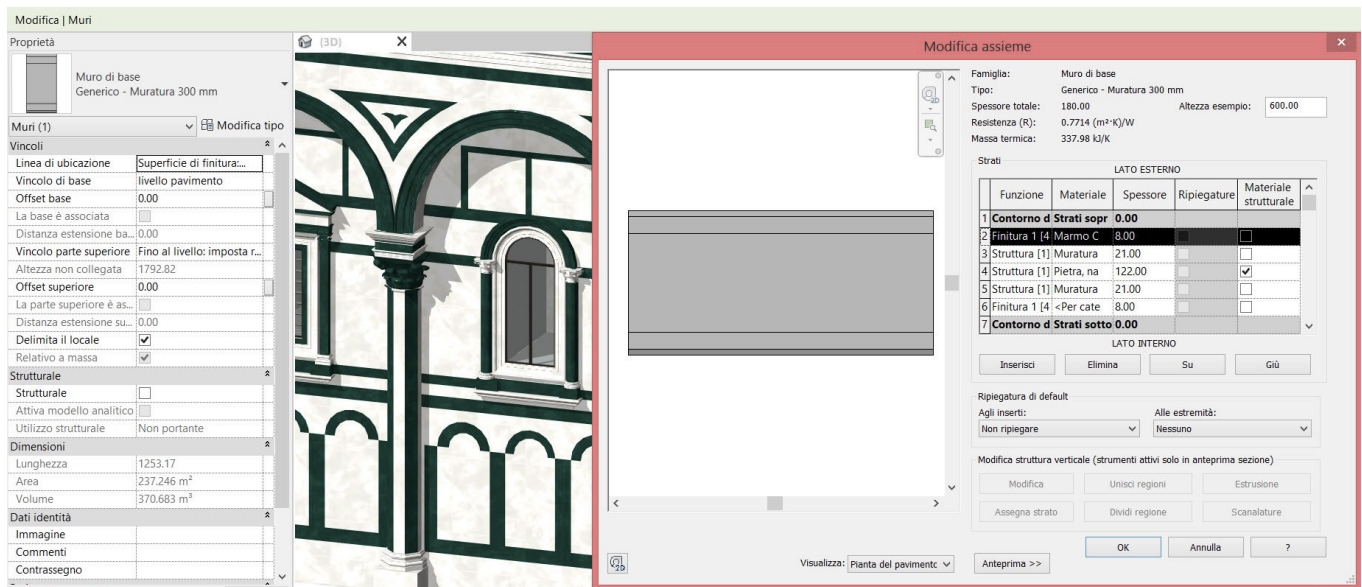 Modifica | Muri
Proprietà
Muro di base
Generico - Muratura 300 mm
Muri (1)
Modifica tipo
Vincoli
Linea di ubicazione Superficie di finitura:...
Vincolo di base livello pavimento
Offset base 0.00
La base è associata
Distanza estensione ba... 0.00
Vincolo parte superiore Fino al livello: imposta r...
Altezza non collegata 1792.82
Offset superiore 0.00
La parte superiore è as...
Distanza estensione su... 0.00
Delimita il locale
Relativo a massa
Strutturale
Strutturale
Attiva modello analitico
Utilizzo strutturale Non portante
Dimensioni
Lunghezza 1253.17
Area 237.246 m²
Volume 370.683 m³
Dati identità
Immagine
Commenti
Contrassegno
(3D) X
Modifica assieme
2D
Famiglia: Muro di base
Tipo: Generico - Muratura 300 mm
Spessore totale: 180.00 Altezza esempio: 600.00
Resistenza (R): 0.7714 (m²·K)/W
Massa termica: 337.98 kJ/K
Strati
LATO ESTERNO
Funzione Materiale Spessore Ripiegature Materiale strutturale
1 Contorno d Strati sopr 0.00
2 Finitura 1 [4 Marmo C 8.00
3 Struttura [1] Muratura 21.00
4 Struttura [1] Pietra, na 122.00
5 Struttura [1] Muratura 21.00
6 Finitura 1 [4 <Per cate 8.00
7 Contorno d Strati sotto 0.00
LATO INTERNO
Inserisci Elimina Su Giù
Ripiegatura di default
Agli inserti: Alle estremità:
Non ripiegare Nessuno
Modifica struttura verticale (strumenti attivi solo in anteprima sezione)
Modifica Unisci regioni Estrusione
Assegna strato Dividi regione Scanalature
OK Annulla ?
2D
Visualizza: Pianta del pavimentc Anteprima >>